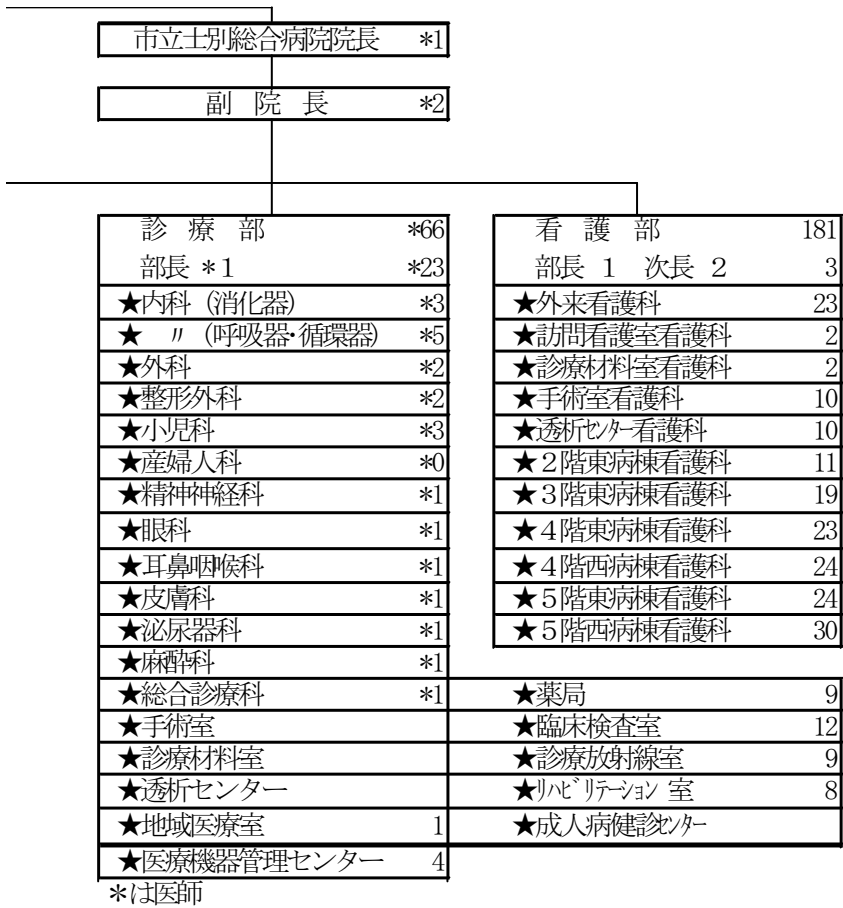 市立士別総合病院院長 *1
副 院 長 *2
診 療 部 *66
部長 *1 *23
★内科 (消化器) *3
★ 〃 (呼吸器・循環器) *5
★外科 *2
★整形外科 *2
★小児科 *3
★産婦人科 *0
★精神神経科 *1
★眼科 *1
★耳鼻咽喉科 *1
★皮膚科 *1
★泌尿器科 *1
★麻酔科 *1
★総合診療科 *1
★手術室
★診療材料室
★透析センター
★地域医療室 1
★医療機器管理センター 4
看 護 部 181
部長 1 次長 2 3
★外来看護科 23
★訪問看護室看護科 2
★診療材料室看護科 2
★手術室看護科 10
★透析ｾﾝﾀｰ看護科 10
★2階東病棟看護科 11
★3階東病棟看護科 19
★4階東病棟看護科 23
★4階西病棟看護科 24
★5階東病棟看護科 24
★5階西病棟看護科 30
★薬局 9
★臨床検査室 12
★診療放射線室 9
★ﾘﾊﾋﾞﾘﾃｰｼｮﾝ 室 8
★成人病健診ｾﾝﾀｰ
*は医師